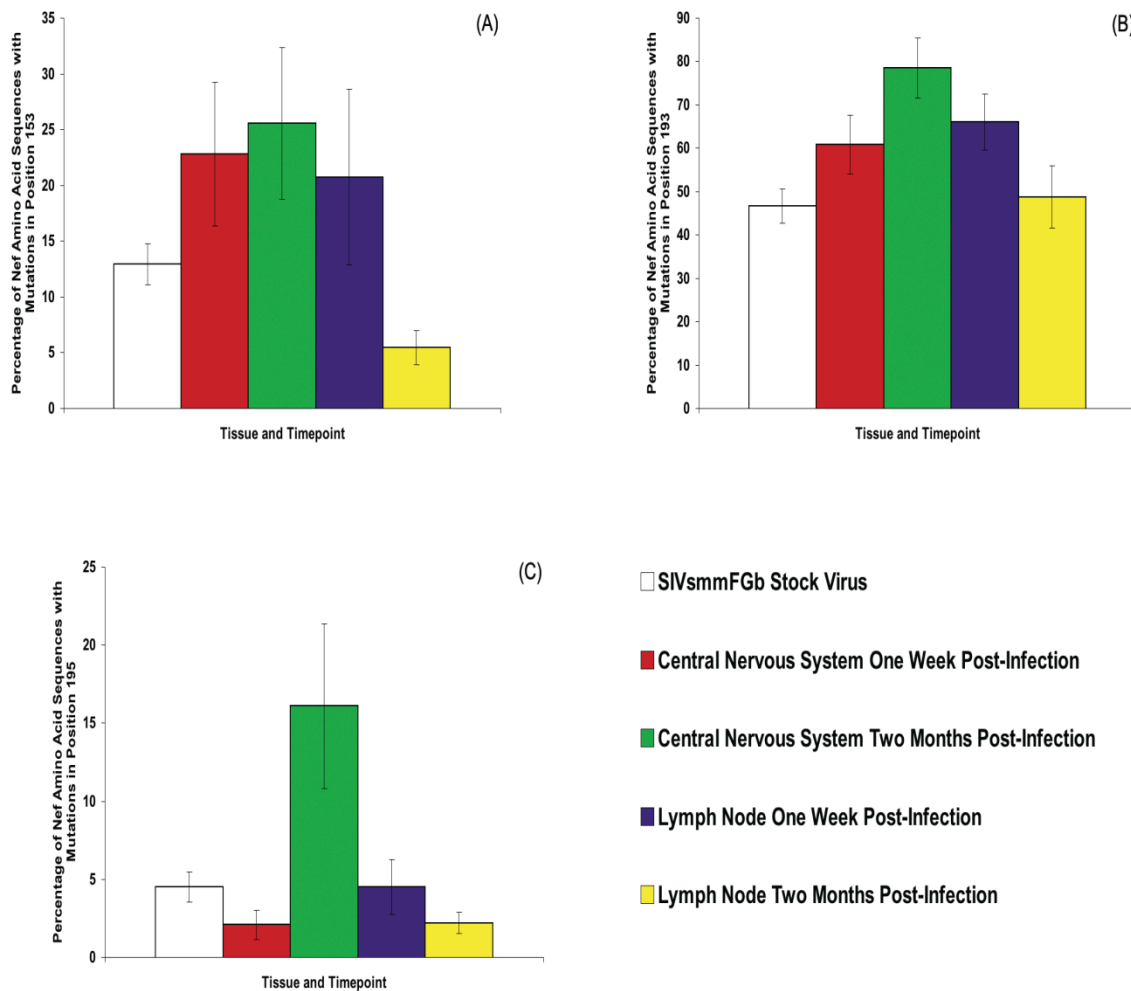 (A)
Percentage of Nef Amino Acid Sequences with
Mutations in Position 153
35
30
25
20
15
10
5
0
Tissue and Timepoint
(B)
Percentage of Nef Amino Acid Sequences with
Mutations in Position 193
90
80
70
60
50
40
30
20
10
0
Tissue and Timepoint
(C)
Percentage of Nef Amino Acid Sequences with
Mutations in Position 195
25
20
15
10
5
0
Tissue and Timepoint
SIVsmmFGb Stock Virus
Central Nervous System One Week Post-Infection
Central Nervous System Two Months Post-Infection
Lymph Node One Week Post-Infection
Lymph Node Two Months Post-Infection